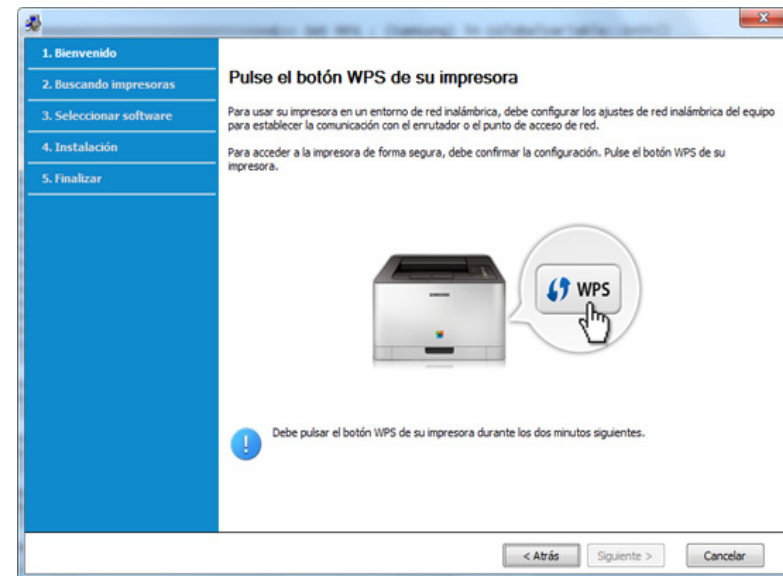 1. Bienvenido
2. Buscando impresoras
3. Seleccionar software
4. Instalación
5. Finalizar
Pulse el botón WPS de su impresora
Para usar su impresora en un entorno de red inalámbrica, debe configurar los ajustes de red inalámbrica del equipo
para establecer la comunicación con el enrutador o el punto de acceso de red.
Para acceder a la impresora de forma segura, debe confirmar la configuración. Pulse el botón WPS de su
impresora.
SAMSUNG
WPS
Debe pulsar el botón WPS de su impresora durante los dos minutos siguientes.
< Atrás
Siguiente >
Cancelar